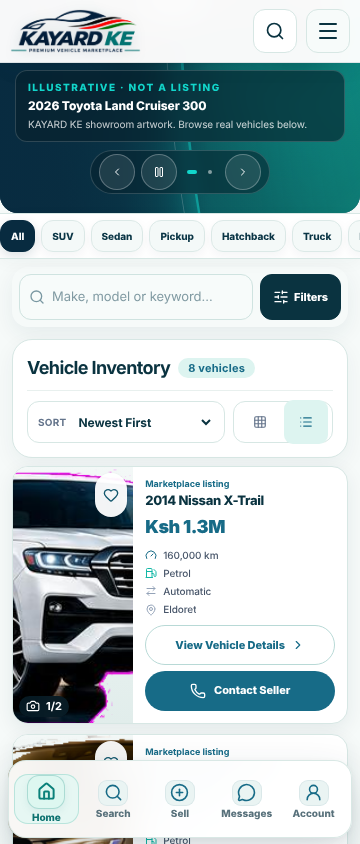 KAYARD KE
PREMIUM VEHICLE MARKETPLACE
ILLUSTRATIVE · NOT A LISTING
2026 Toyota Land Cruiser 300
KAYARD KE showroom artwork. Browse real vehicles below.
All
SUV
Sedan
Pickup
Hatchback
Truck
Make, model or keyword...
Filters
Vehicle Inventory
8 vehicles
SORT Newest First
Marketplace listing
2014 Nissan X-Trail
Ksh 1.3M
160,000 km
Petrol
Automatic
Eldoret
View Vehicle Details
Contact Seller
1/2
Marketplace listing
Petrol
Home
Search
Sell
Messages
Account